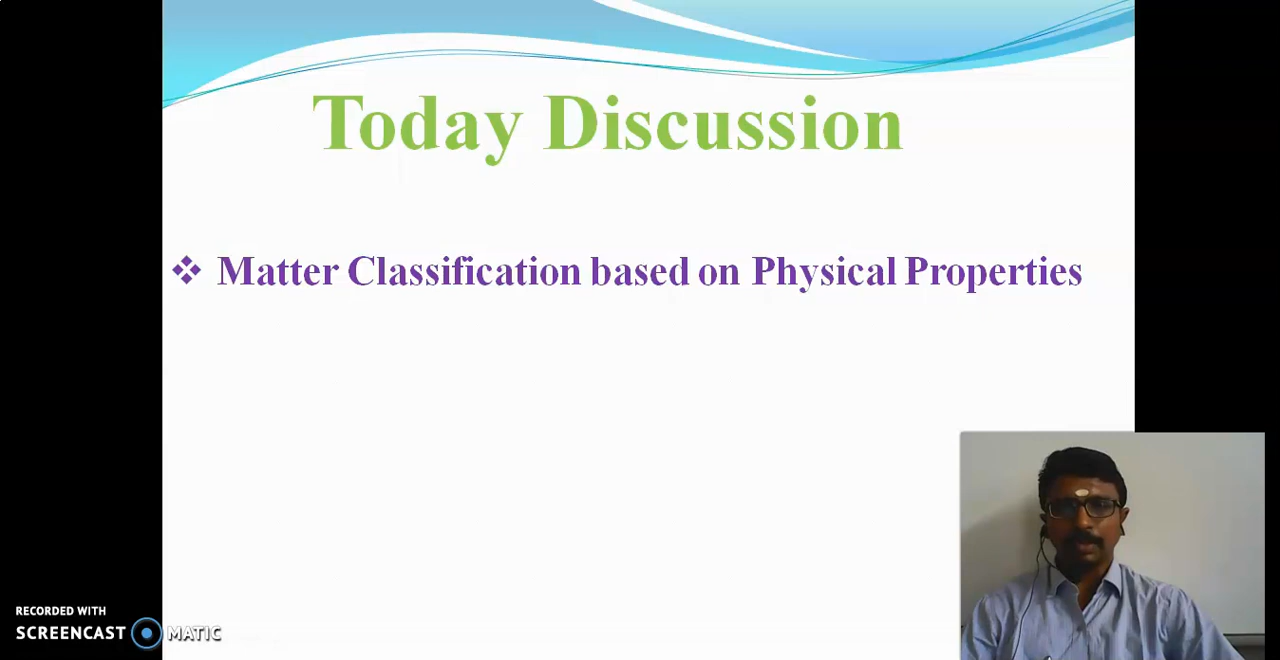 Today Discussion
❖ Matter Classification based on Physical Properties
RECORDED WITH
SCREENCAST MATIC